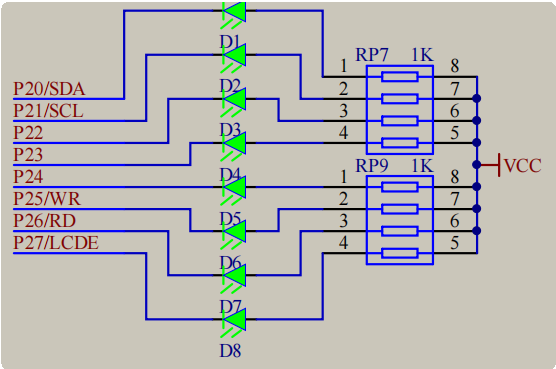 D1
RP7 1K
1 8
P20/SDA
D2
2 7
P21/SCL
3 6
P22
D3
4 5
P23
RP9 1K
VCC
P24
D4
1 8
P25/WR
2 7
P26/RD
D5
3 6
P27/LCDE
4 5
D6
D7
D8